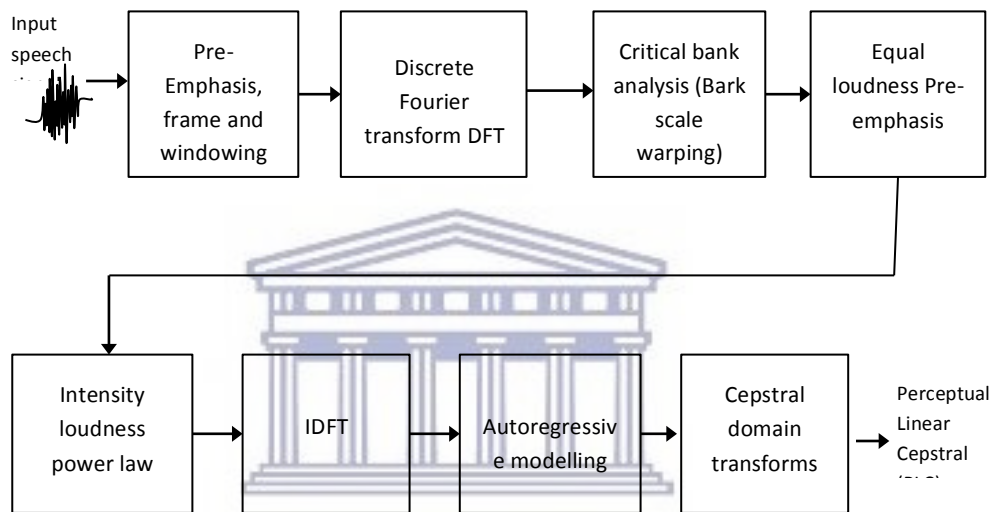 Input
speech
Pre-
Emphasis,
frame and
windowing
Discrete
Fourier
transform DFT
Critical bank
analysis (Bark
scale
warping)
Equal
loudness Pre-
emphasis
Intensity
loudness
power law
IDFT
Autoregressiv
e modelling
Cepstral
domain
transforms
Perceptual
Linear
Cepstral